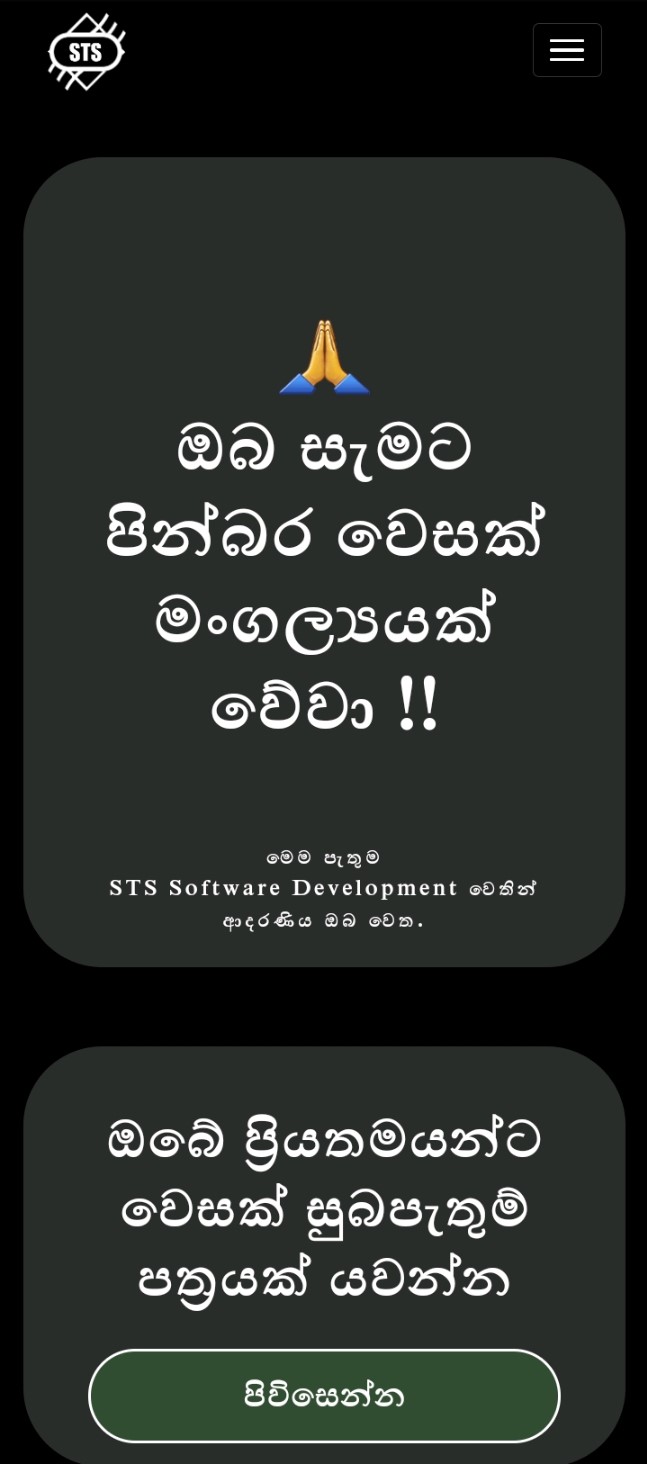 STS
ඔබ සැමට
පින්බර වෙසක්
මංගල්‍යයක්
වේවා !!
මෙම පැතුම
STS Software Development වෙතින්
ආදරණිය ඔබ වෙත.
ඔබේ ප්‍රියතමයන්ට
වෙසක් සුබපැතුම්
පත්‍රයක් යවන්න
පිවිසෙන්න